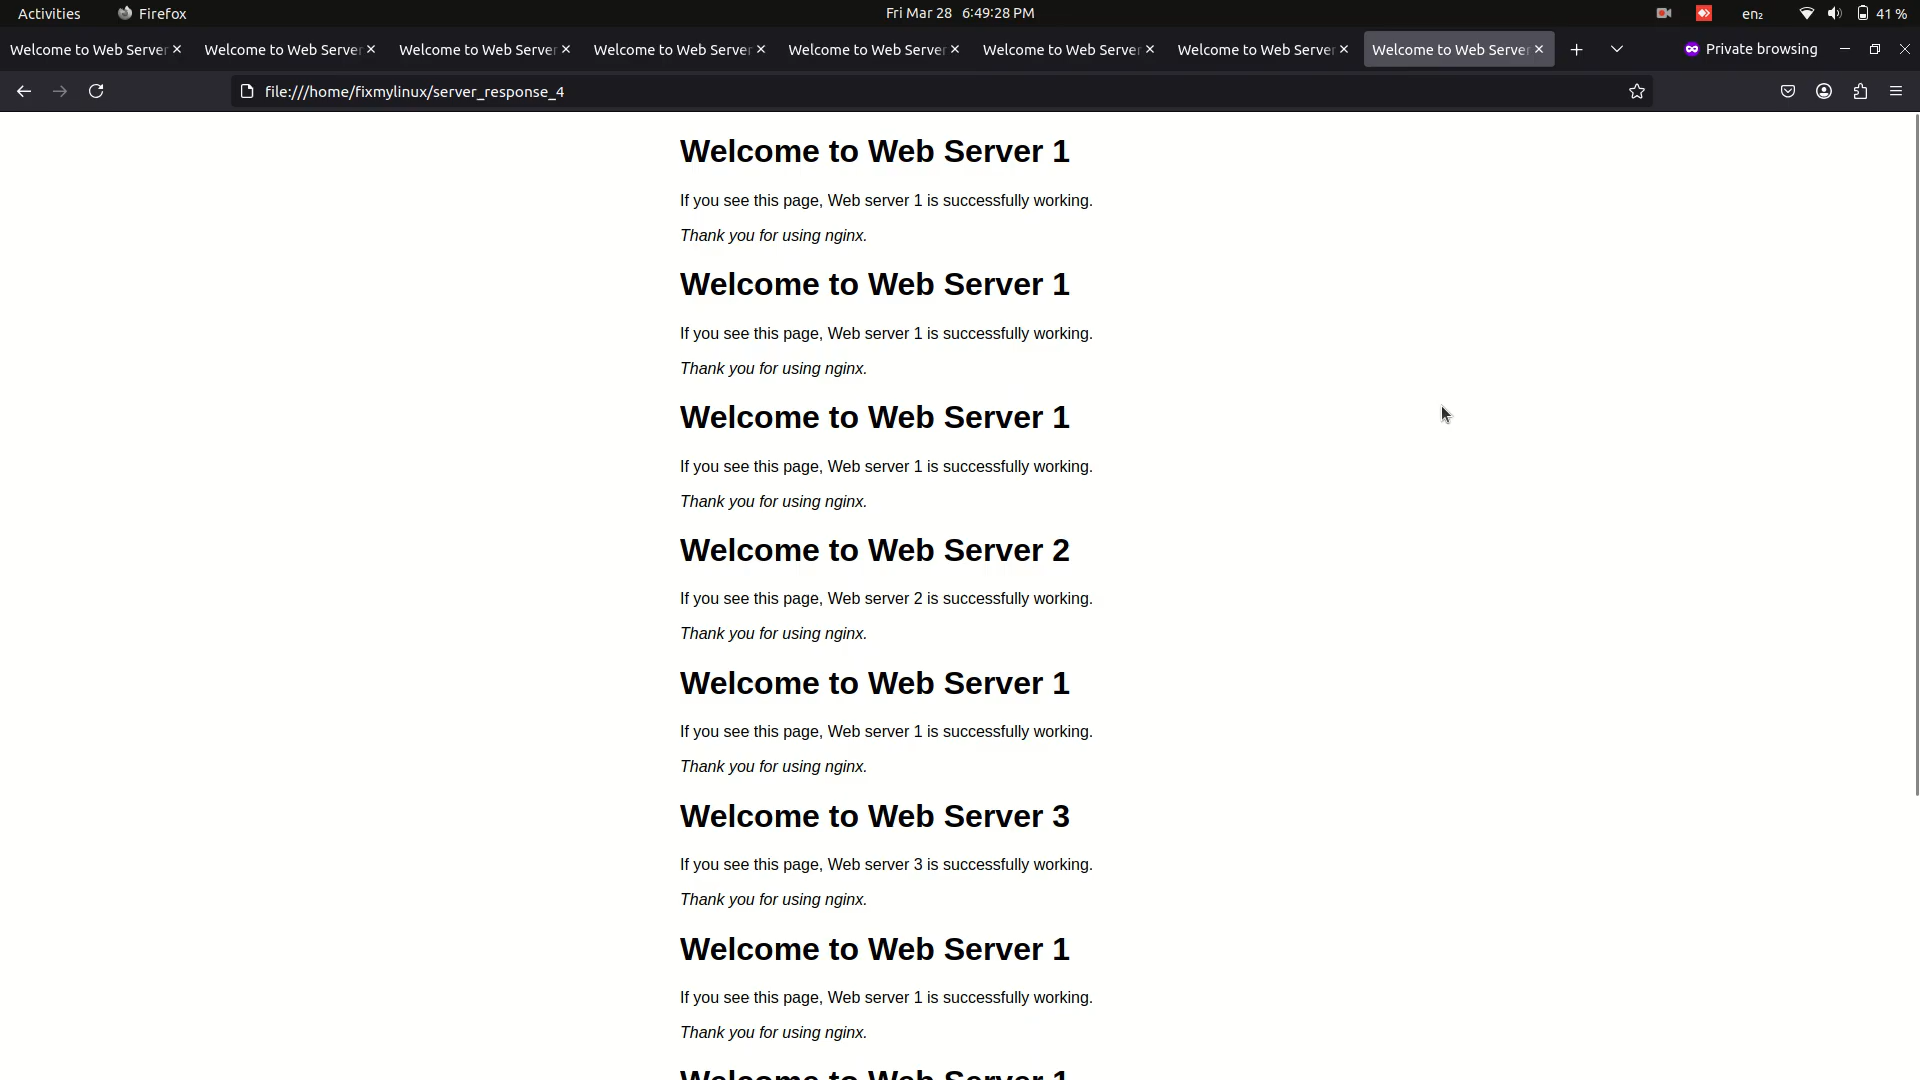 Activities Firefox Fri Mar 28 6:49:28 PM en₂ 41 %
Welcome to Web Server Welcome to Web Server Welcome to Web Server Welcome to Web Server Welcome to Web Server Welcome to Web Server Welcome to Web Server Welcome to Web Server Private browsing
file:///home/fixmylinux/server_response_4
Welcome to Web Server 1
If you see this page, Web server 1 is successfully working.
Thank you for using nginx.
Welcome to Web Server 1
If you see this page, Web server 1 is successfully working.
Thank you for using nginx.
Welcome to Web Server 1
If you see this page, Web server 1 is successfully working.
Thank you for using nginx.
Welcome to Web Server 2
If you see this page, Web server 2 is successfully working.
Thank you for using nginx.
Welcome to Web Server 1
If you see this page, Web server 1 is successfully working.
Thank you for using nginx.
Welcome to Web Server 3
If you see this page, Web server 3 is successfully working.
Thank you for using nginx.
Welcome to Web Server 1
If you see this page, Web server 1 is successfully working.
Thank you for using nginx.
Welcome to Web Server 1